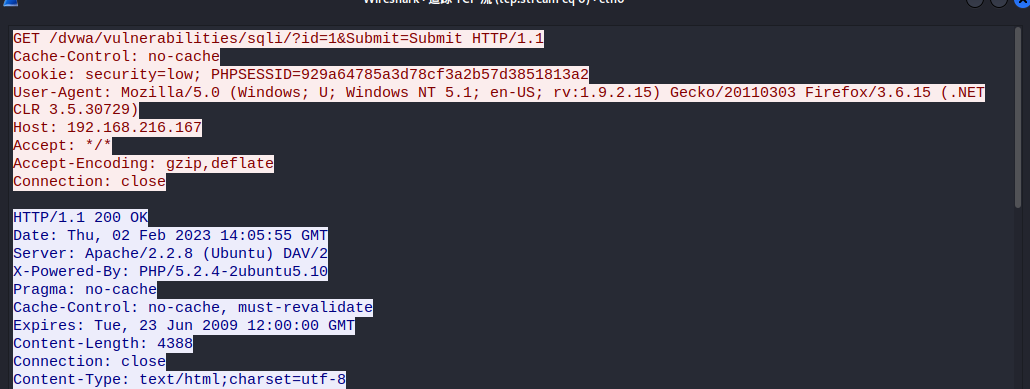 Wireshark · 追踪 TCP 流 (tcp.stream eq 0) · eth0
GET /dvwa/vulnerabilities/sqli/?id=1&Submit=Submit HTTP/1.1
Cache-Control: no-cache
Cookie: security=low; PHPSESSID=929a64785a3d78cf3a2b57d3851813a2
User-Agent: Mozilla/5.0 (Windows; U; Windows NT 5.1; en-US; rv:1.9.2.15) Gecko/20110303 Firefox/3.6.15 (.NET
CLR 3.5.30729)
Host: 192.168.216.167
Accept: */*
Accept-Encoding: gzip,deflate
Connection: close
HTTP/1.1 200 OK
Date: Thu, 02 Feb 2023 14:05:55 GMT
Server: Apache/2.2.8 (Ubuntu) DAV/2
X-Powered-By: PHP/5.2.4-2ubuntu5.10
Pragma: no-cache
Cache-Control: no-cache, must-revalidate
Expires: Tue, 23 Jun 2009 12:00:00 GMT
Content-Length: 4388
Connection: close
Content-Type: text/html;charset=utf-8